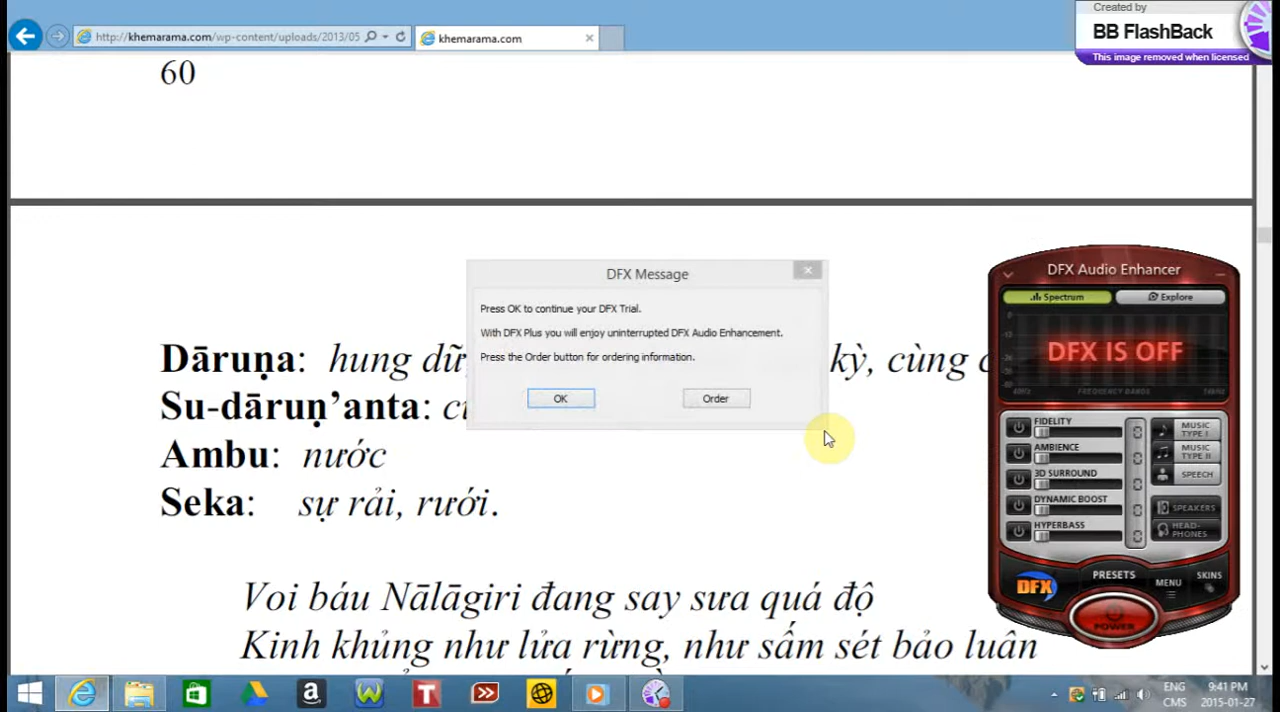 Created by
BB FlashBack
This image removed when licensed
http://khemarama.com/wp-content/uploads/2013/05
khemarama.com
60
DFX Message
Press OK to continue your DFX Trial.
With DFX Plus you will enjoy uninterrupted DFX Audio Enhancement.
Press the Order button for ordering information.
OK
Order
Dāruṇa: hung dữ, kỳ, cùng c
Su-dāruṇ’anta: cù
Ambu: nước
Seka: sự rải, rưới.
Voi báu Nālāgiri đang say sưa quá độ
Kinh khủng như lửa rừng, như sấm sét bảo luân
DFX Audio Enhancer
Spectrum
Explore
DFX IS OFF
FREQUENCY BANDS
FIDELITY
AMBIENCE
3D SURROUND
DYNAMIC BOOST
HYPERBASS
MUSIC TYPE I
MUSIC TYPE II
SPEECH
SPEAKERS
HEAD-PHONES
DFX
PRESETS
MENU
SKINS
POWER
ENG
CMS
9:41 PM
2015-01-27